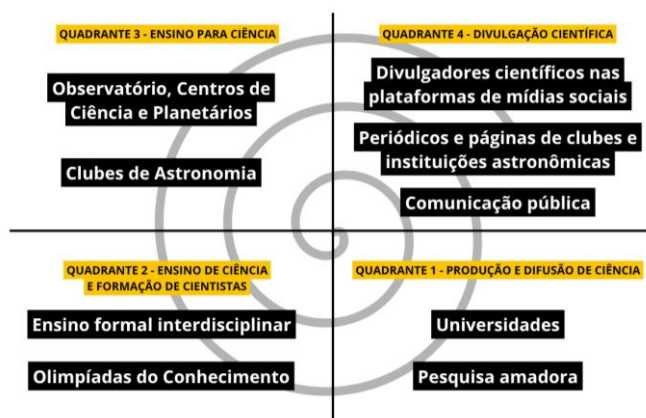 QUADRANTE 3 - ENSINO PARA CIÊNCIA
Observatório, Centros de
Ciência e Planetários
Clubes de Astronomia
QUADRANTE 4 - DIVULGAÇÃO CIENTÍFICA
Divulgadores científicos nas
plataformas de mídias sociais
Periódicos e páginas de clubes e
instituições astronômicas
Comunicação pública
QUADRANTE 2 - ENSINO DE CIÊNCIA
E FORMAÇÃO DE CIENTISTAS
Ensino formal interdisciplinar
Olimpíadas do Conhecimento
QUADRANTE 1 - PRODUÇÃO E DIFUSÃO DE CIÊNCIA
Universidades
Pesquisa amadora